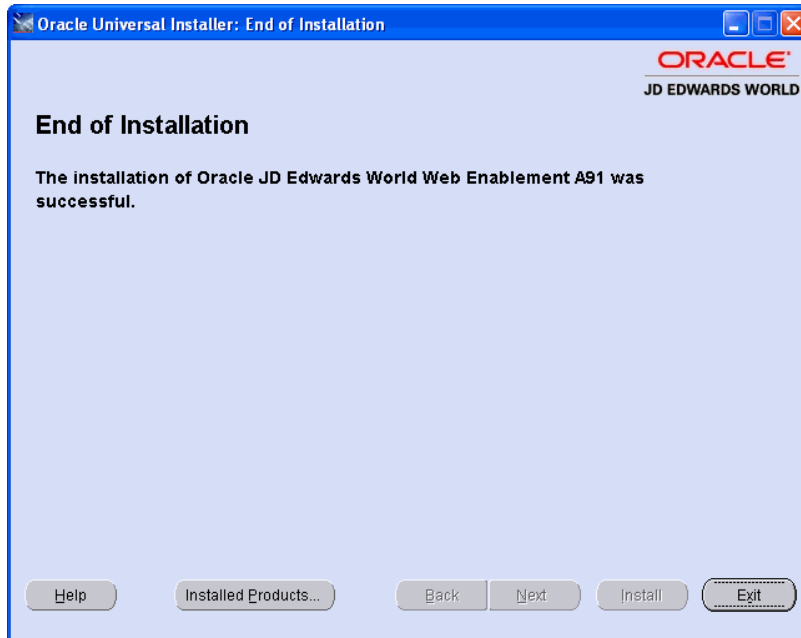 Oracle Universal Installer: End of Installation
ORACLE
JD EDWARDS WORLD
End of Installation
The installation of Oracle JD Edwards World Web Enablement A91 was
successful.
Help Installed Products... Back Next Install Exit